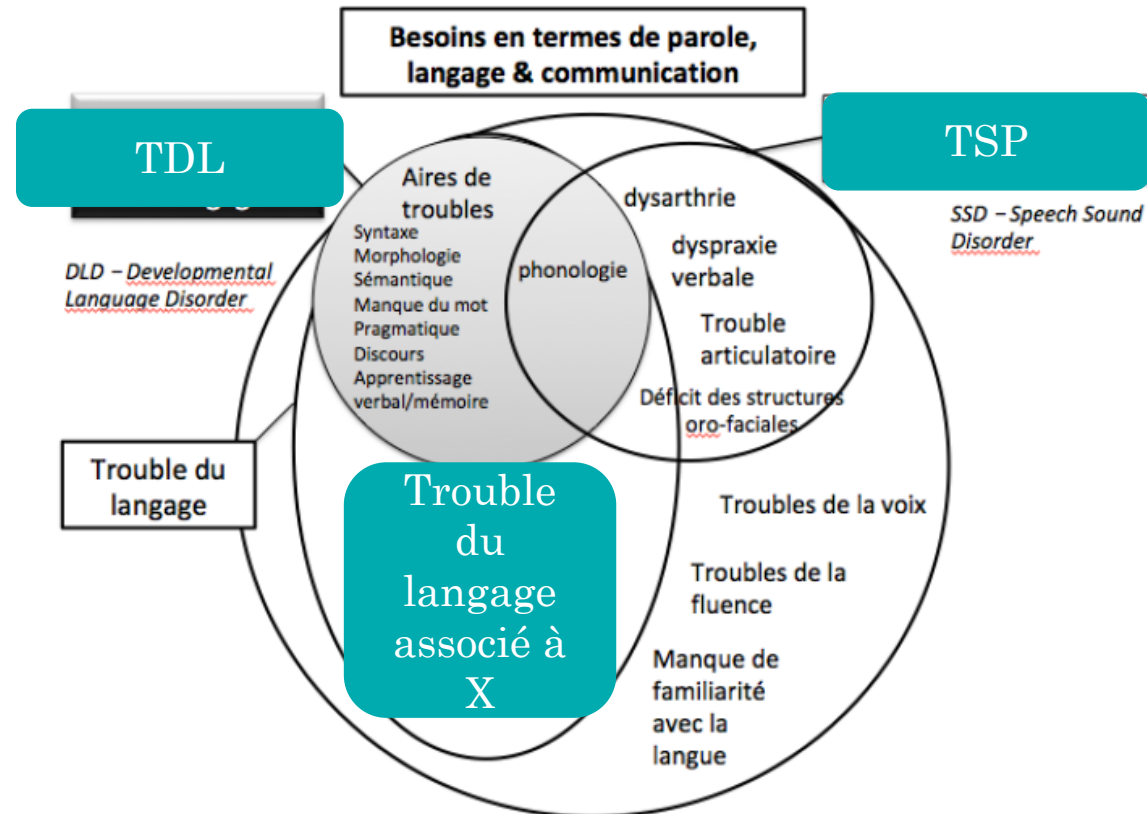 Besoins en termes de parole,
langage & communication
TDL
TSP
DLD – Developmental
Language Disorder
SSD – Speech Sound
Disorder
Aires de
troubles
Syntaxe
Morphologie
Sémantique
Manque du mot
Pragmatique
Discours
Apprentissage
verbal/mémoire
phonologie
dysarthrie
dyspraxie
verbale
Trouble
articulatoire
Déficit des structures
oro-faciales
Trouble du
langage
Trouble
du
langage
associé à
X
Troubles de la voix
Troubles de la
fluence
Manque de
familiarité
avec la
langue